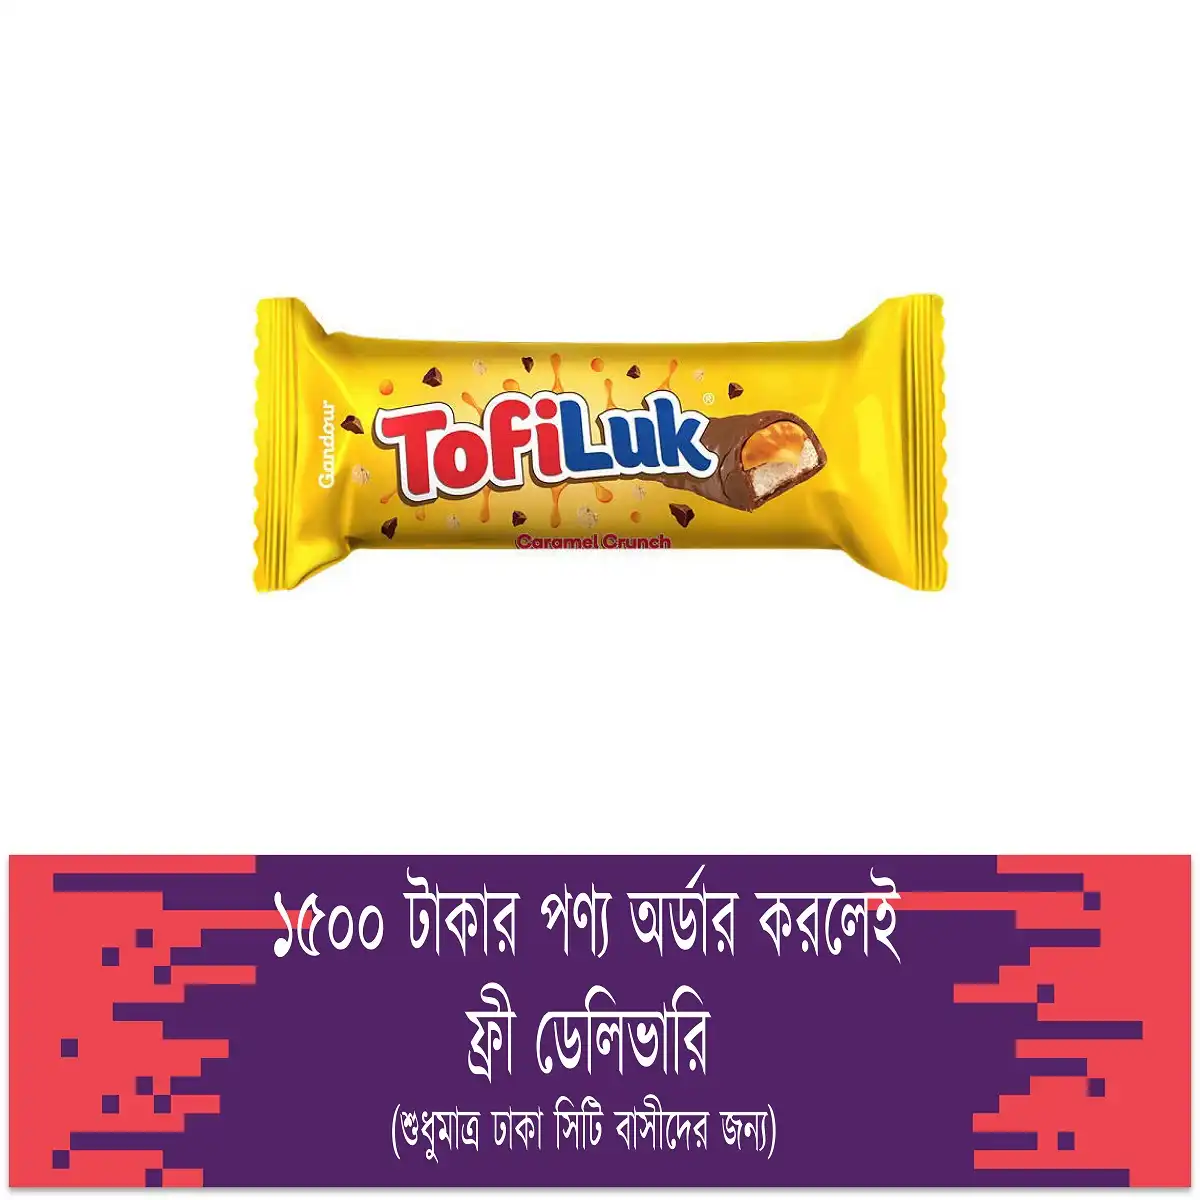 Gandour
TofiLuk®
Caramel Crunch
১৫০০ টাকার পণ্য অর্ডার করলেই
ফ্রী ডেলিভারি
(শুধুমাত্র ঢাকা সিটি বাসীদের জন্য)